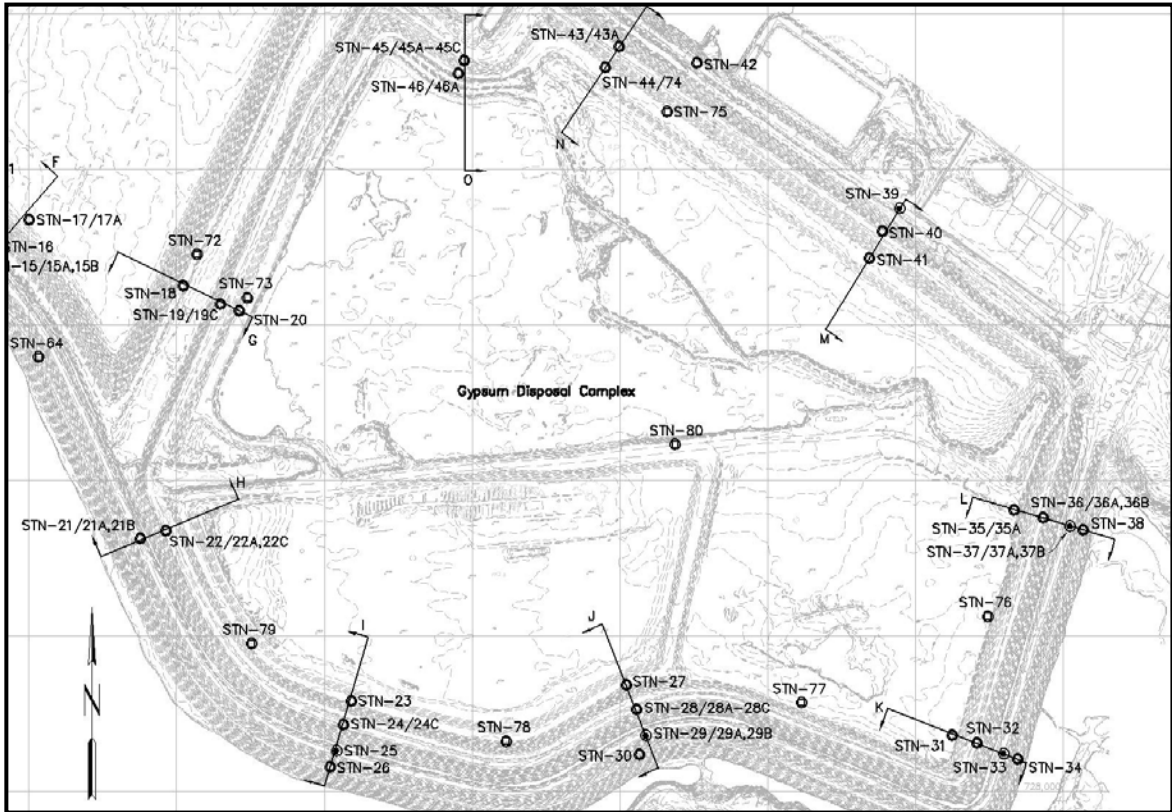 STN-43/43A
STN-45/45A-45C
STN-42
STN-44/74
STN-46/46A
STN-75
N
F
1
O
STN-39
STN-17/17A
STN-40
STN-72
STN-16
STN-41
-15/15A,15B
STN-18
STN-73
STN-19/19C
STN-20
M
G
STN-64
Gypsum Disposal Complex
STN-80
H
L
STN-36/36A,36B
STN-21/21A,21B
STN-35/35A
STN-38
STN-22/22A,22C
STN-37/37A,37B
STN-76
J
I
STN-79
STN-27
STN-77
STN-23
STN-28/28A-28C
K
STN-24/24C
STN-78
STN-29/29A,29B
STN-32
STN-31
STN-25
STN-30
STN-33
STN-34
STN-26
N
728,000